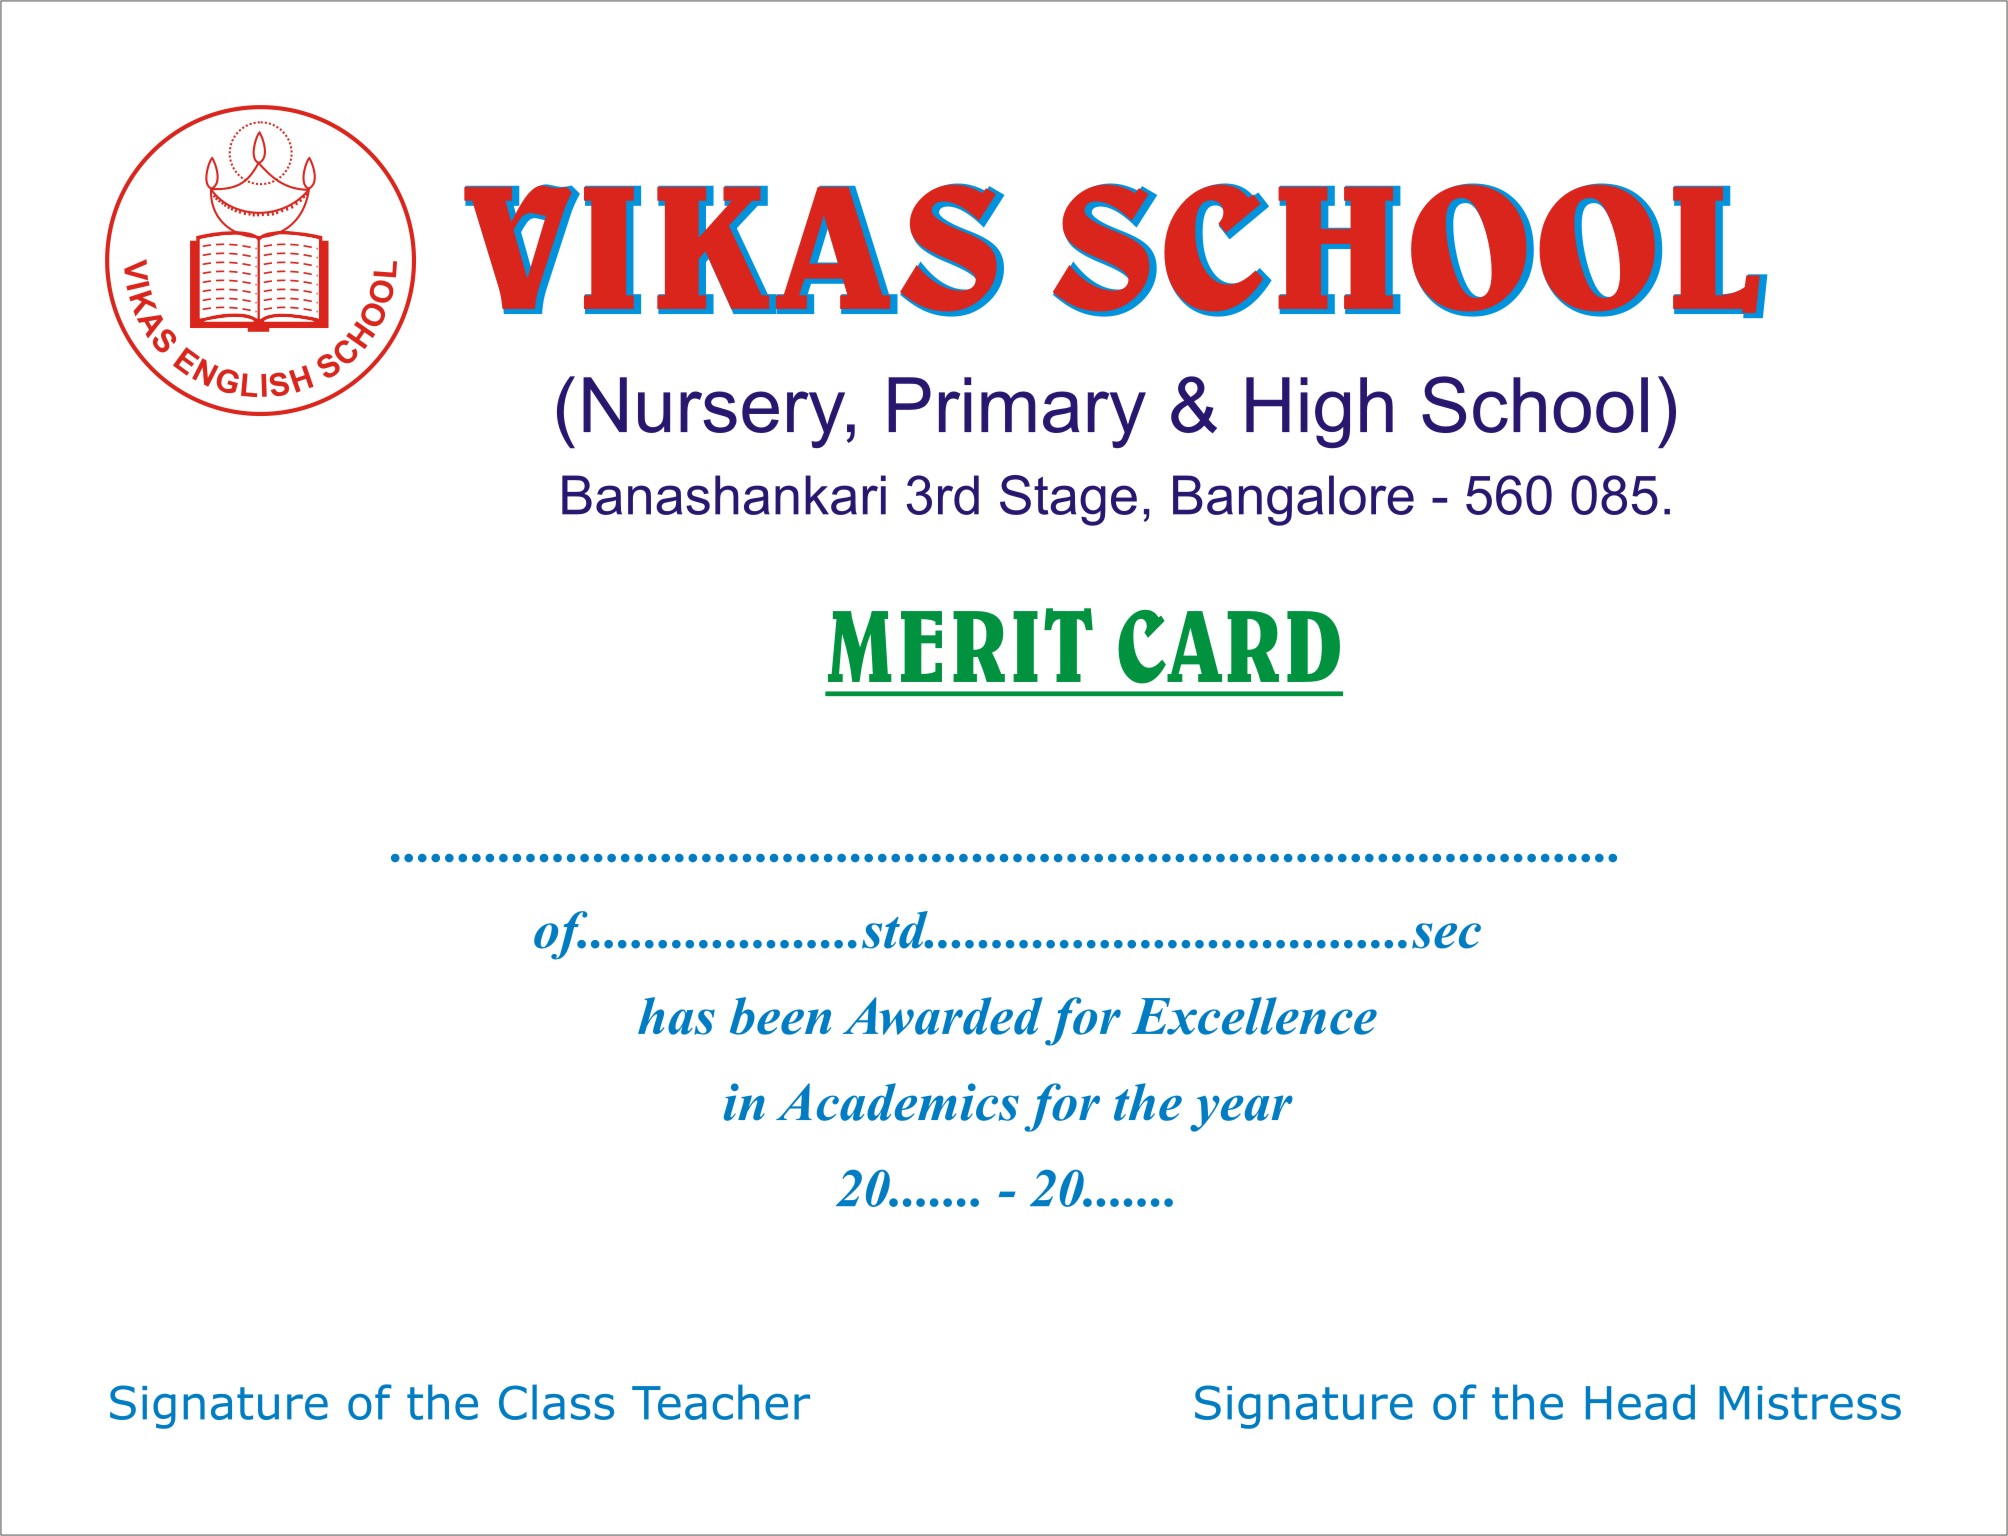 VIKAS ENGLISH SCHOOL
VIKAS SCHOOL
(Nursery, Primary & High School)
Banashankari 3rd Stage, Bangalore - 560 085.
MERIT CARD
...........................................................................................
of.....................std....................................sec
has been Awarded for Excellence
in Academics for the year
20....... - 20.......
Signature of the Class Teacher
Signature of the Head Mistress